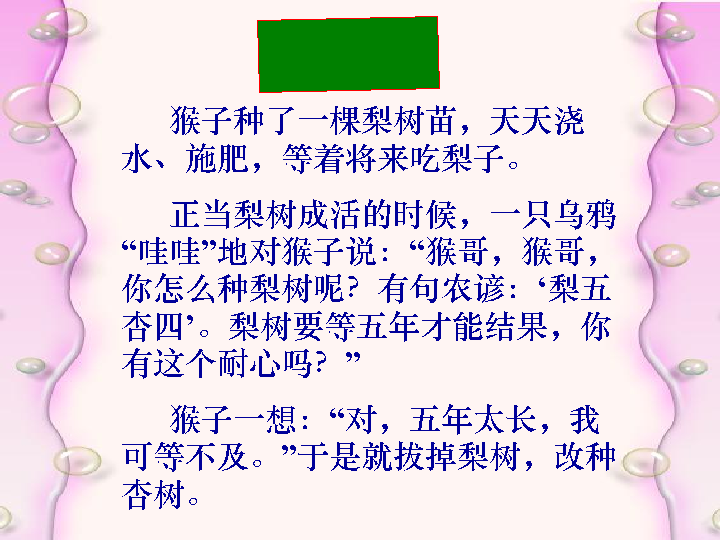 猴子种了一棵梨树苗，天天浇
水、施肥，等着将来吃梨子。
正当梨树成活的时候，一只乌鸦
“哇哇”地对猴子说：“猴哥，猴哥，
你怎么种梨树呢？有句农谚：‘梨五
杏四’。梨树要等五年才能结果，你
有这个耐心吗？”
猴子一想：“对，五年太长，我
可等不及。”于是就拔掉梨树，改种
杏树。